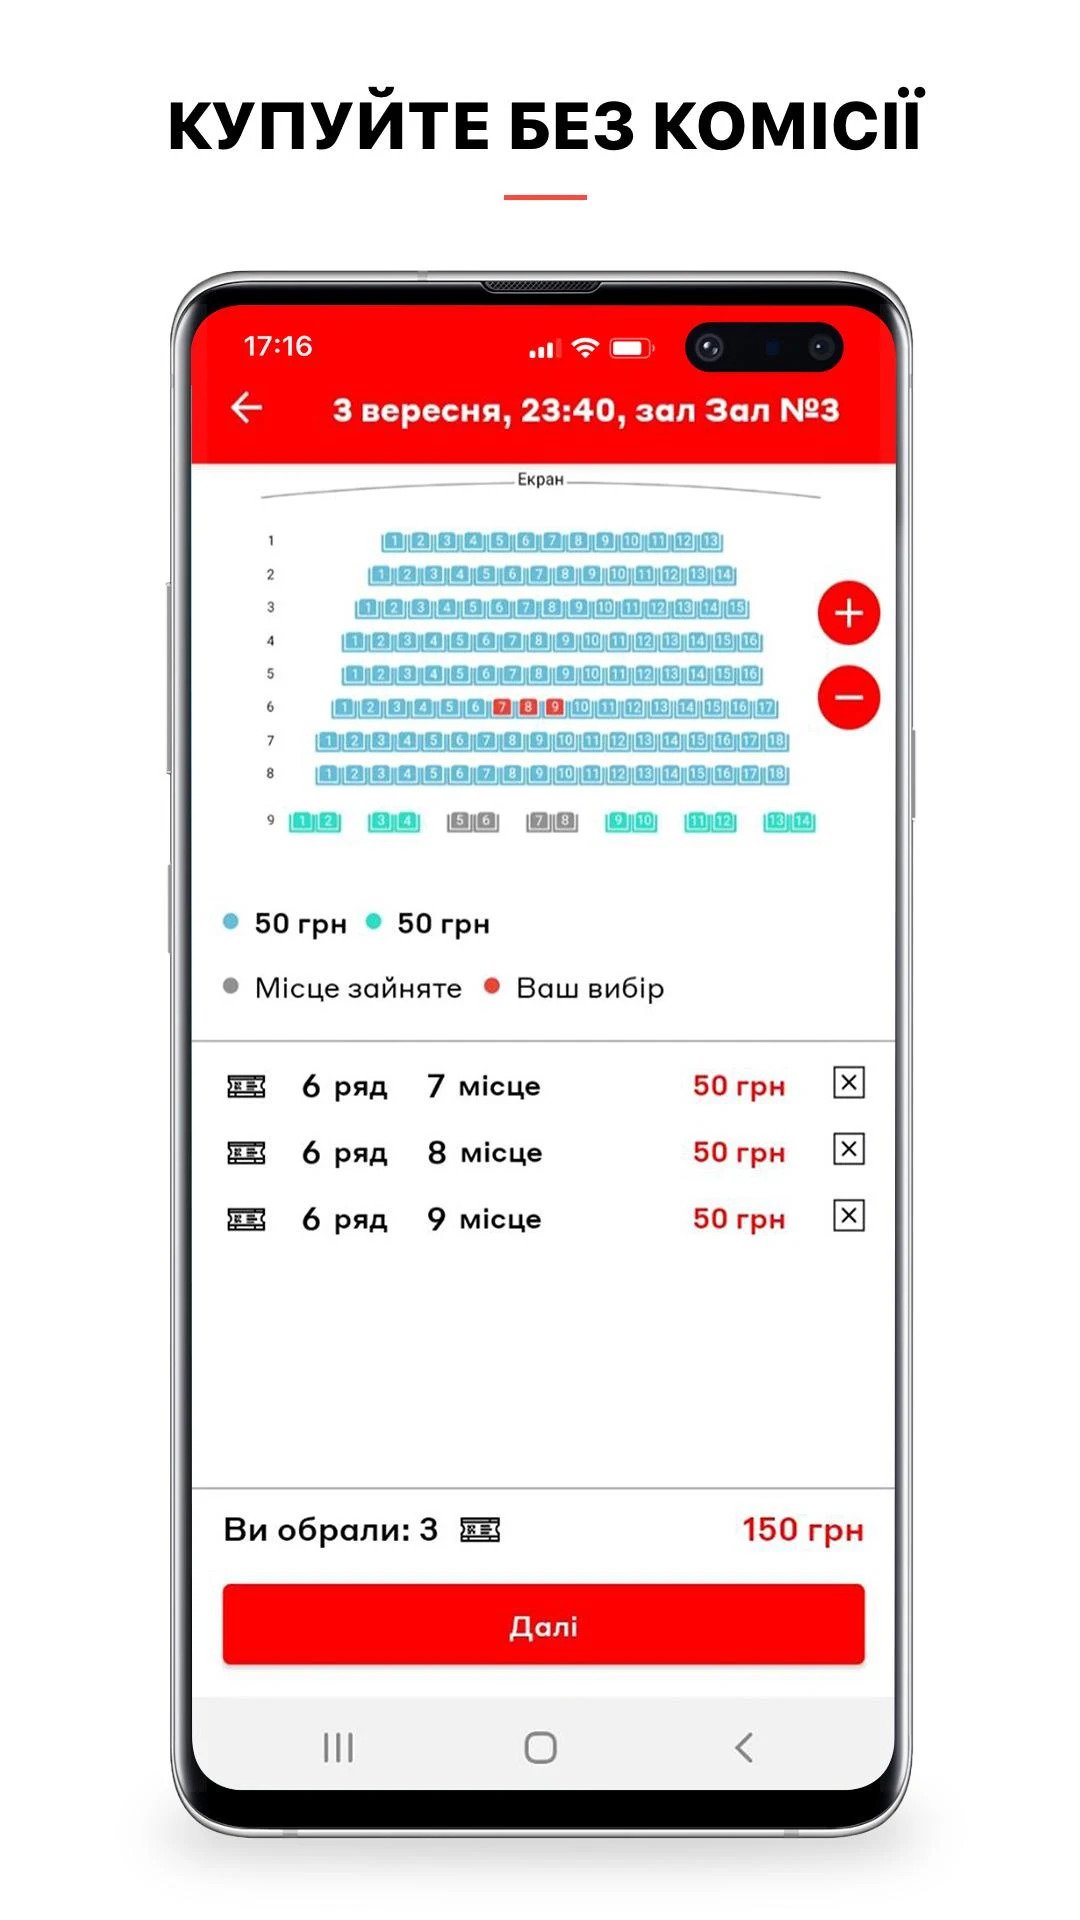 КУПУЙТЕ БЕЗ КОМІСІЇ
17:16
3 вересня, 23:40, зал Зал №3
Екран
1 1 2 3 4 5 6 7 8 9 10 11 12 13
2 1 2 3 4 5 6 7 8 9 10 11 12 13 14
3 1 2 3 4 5 6 7 8 9 10 11 12 13 14 15
4 1 2 3 4 5 6 7 8 9 10 11 12 13 14 15 16
5 1 2 3 4 5 6 7 8 9 10 11 12 13 14 15 16
6 1 2 3 4 5 6 7 8 9 10 11 12 13 14 15 16 17
7 1 2 3 4 5 6 7 8 9 10 11 12 13 14 15 16 17 18
8 1 2 3 4 5 6 7 8 9 10 11 12 13 14 15 16 17 18
9 1 2 3 4 5 6 7 8 9 10 11 12 13 14
50 грн 50 грн
Місце зайняте Ваш вибір
6 ряд 7 місце 50 грн
6 ряд 8 місце 50 грн
6 ряд 9 місце 50 грн
Ви обрали: 3 150 грн
Далі